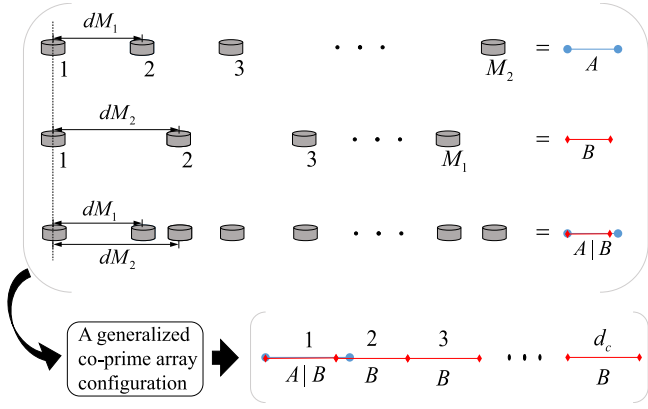 dM₁
1 2 3 · · · M₂ = A
dM₂
1 2 3 · · · M₁ = B
dM₁
dM₂
· · · = A | B
A generalized
co-prime array
configuration
1 2 3 · · · d_c
A | B B B B